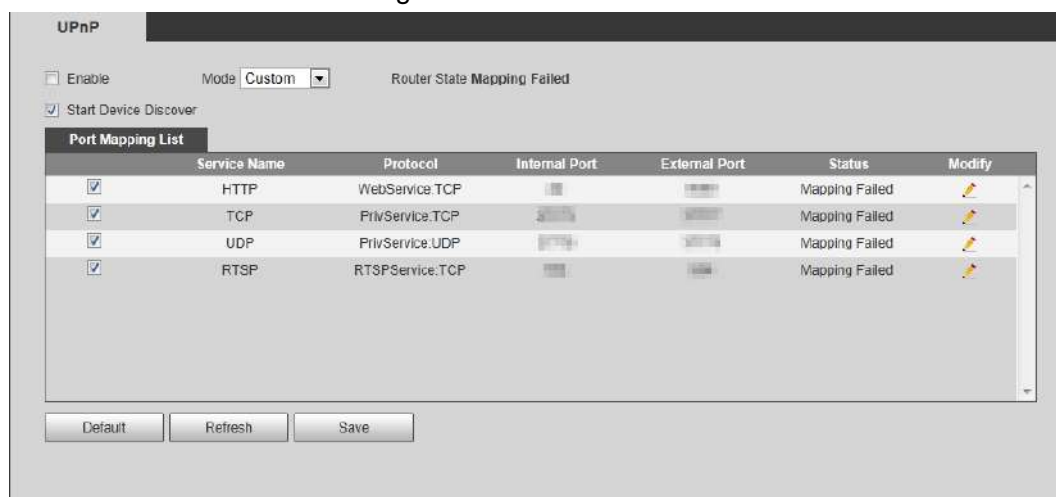 UPnP
Enable Mode Custom Router State Mapping Failed
Start Device Discover
Port Mapping List
Service Name Protocol Internal Port External Port Status Modify
HTTP WebService:TCP Mapping Failed
TCP PrivService:TCP Mapping Failed
UDP PrivService:UDP Mapping Failed
RTSP RTSPService:TCP Mapping Failed
Default Refresh Save